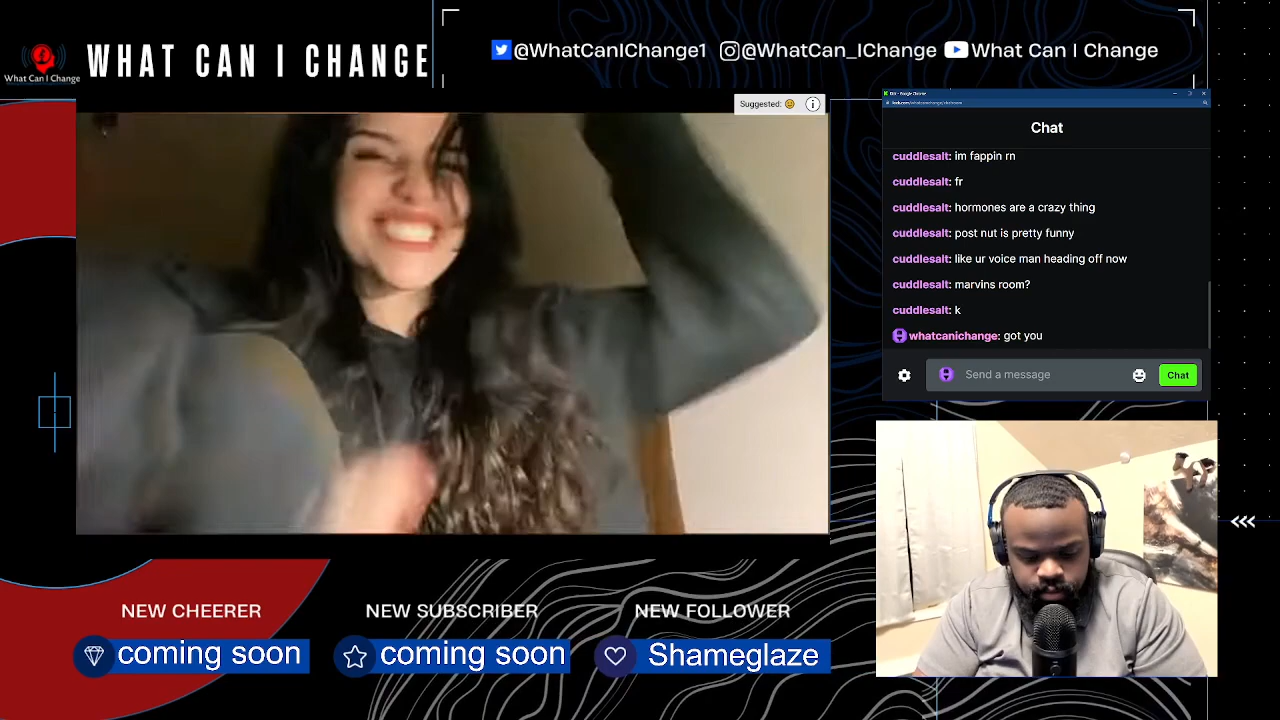 What Can I Change
WHAT CAN I CHANGE
@WhatCanIChange1 @WhatCan_IChange What Can I Change
Suggested:
Chat
cuddlesalt: im fappin rn
cuddlesalt: fr
cuddlesalt: hormones are a crazy thing
cuddlesalt: post nut is pretty funny
cuddlesalt: like ur voice man heading off now
cuddlesalt: marvins room?
cuddlesalt: k
whatcanichange: got you
Send a message
Chat
NEW CHEERER
coming soon
NEW SUBSCRIBER
coming soon
NEW FOLLOWER
Shameglaze